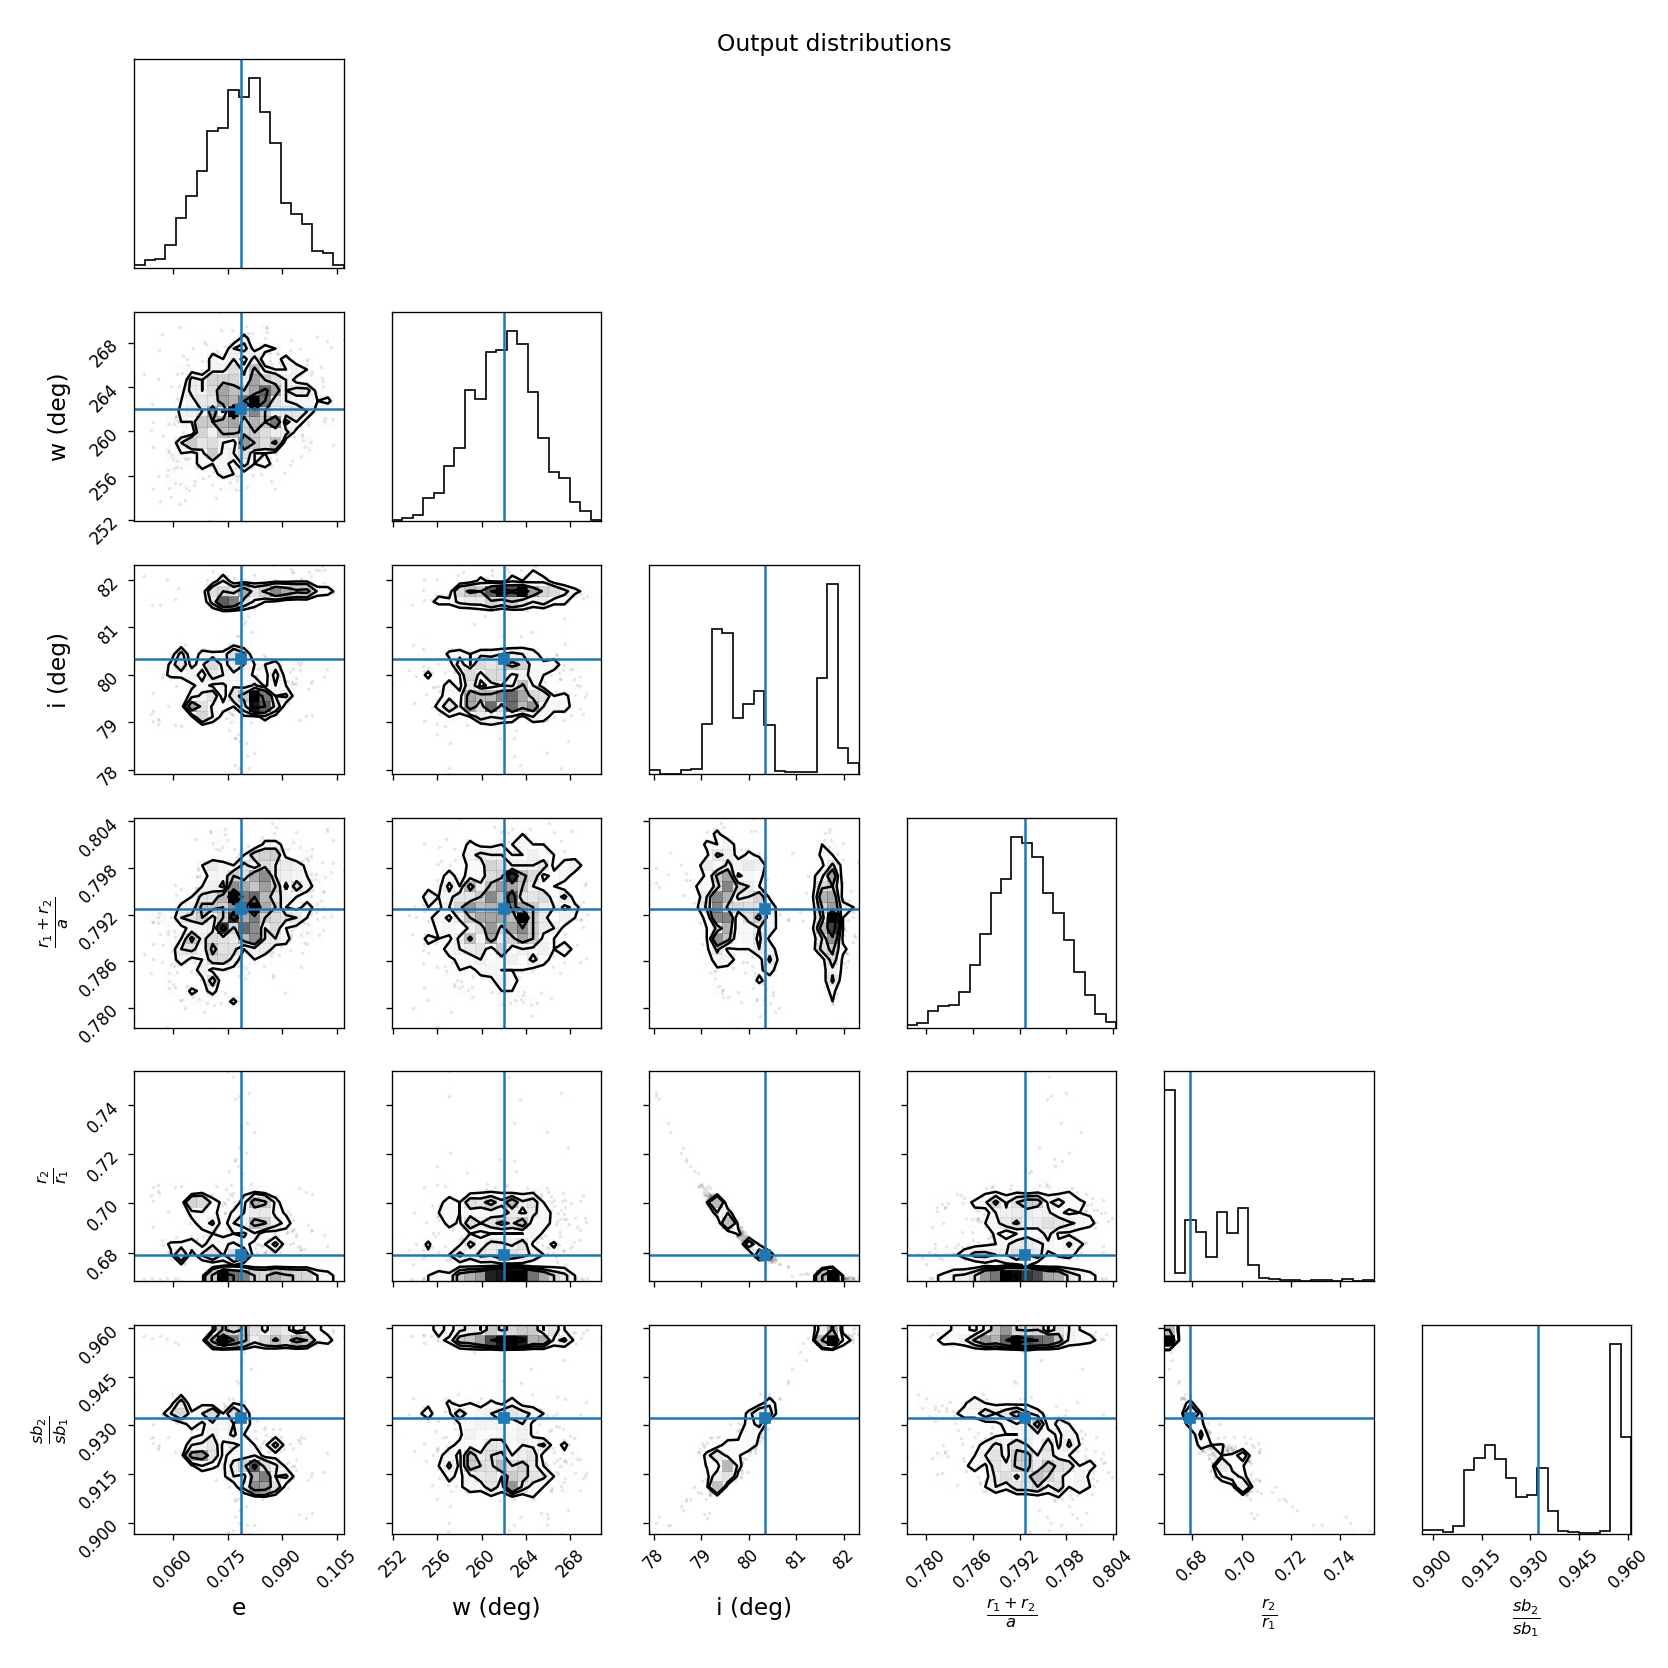 Output distributions
w (deg)
268
264
260
256
252
i (deg)
82
81
80
79
78
r₁ + r₂
a
0.804
0.798
0.792
0.786
0.780
r₂
r₁
0.74
0.72
0.70
0.68
sb₂
sb₁
0.960
0.945
0.930
0.915
0.900
0.060 0.075 0.090 0.105
252 256 260 264 268
78 79 80 81 82
0.780 0.786 0.792 0.798 0.804
0.68 0.70 0.72 0.74
0.900 0.915 0.930 0.945 0.960
e
w (deg)
i (deg)
r₁ + r₂
a
r₂
r₁
sb₂
sb₁